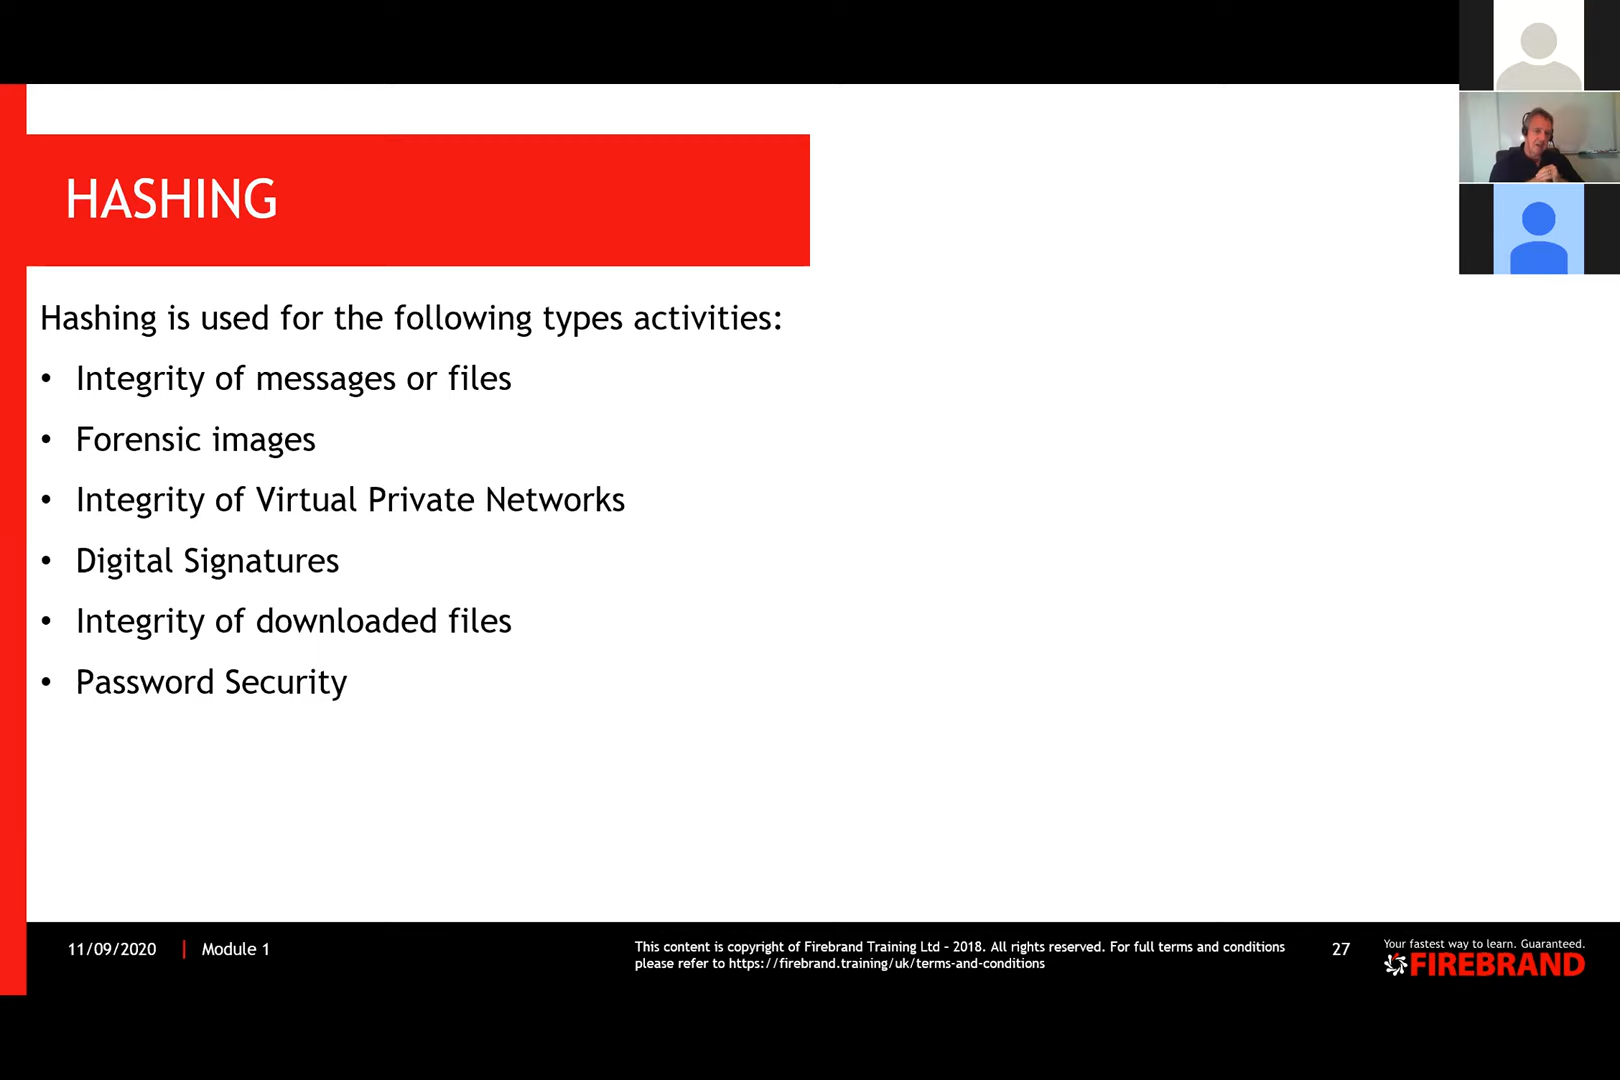 HASHING
Hashing is used for the following types activities:
• Integrity of messages or files
• Forensic images
• Integrity of Virtual Private Networks
• Digital Signatures
• Integrity of downloaded files
• Password Security
11/09/2020 | Module 1
This content is copyright of Firebrand Training Ltd – 2018. All rights reserved. For full terms and conditions
please refer to https://firebrand.training/uk/terms-and-conditions
27
Your fastest way to learn. Guaranteed.
FIREBRAND